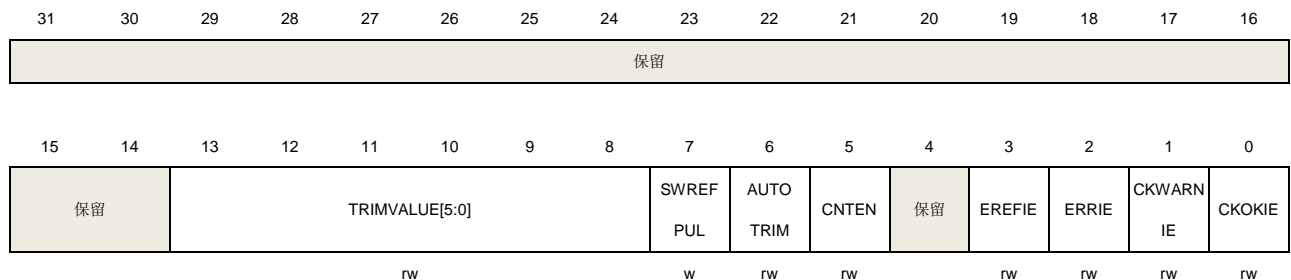 31 30 29 28 27 26 25 24 23 22 21 20 19 18 17 16
保留
15 14 13 12 11 10 9 8 7 6 5 4 3 2 1 0
保留 TRIMVALUE[5:0] SWREF PUL AUTO TRIM CNTEN 保留 EREFIE ERRIE CKWARN IE CKOKIE
rw w rw rw rw rw rw rw